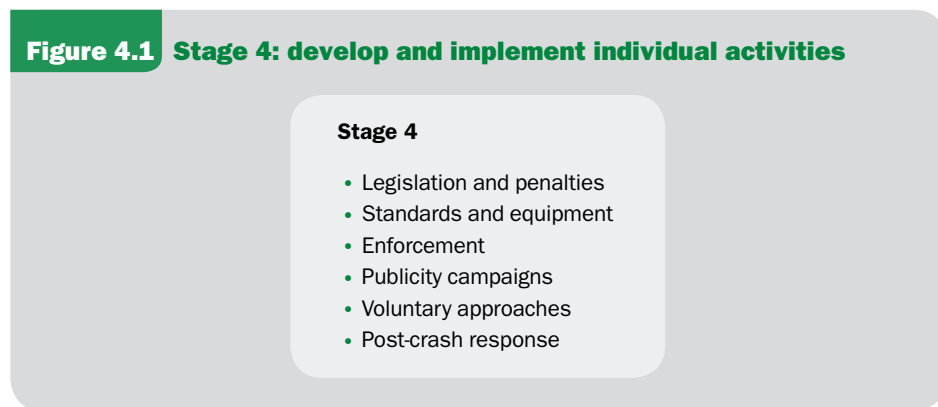 Figure 4.1 Stage 4: develop and implement individual activities
Stage 4
• Legislation and penalties
• Standards and equipment
• Enforcement
• Publicity campaigns
• Voluntary approaches
• Post-crash response